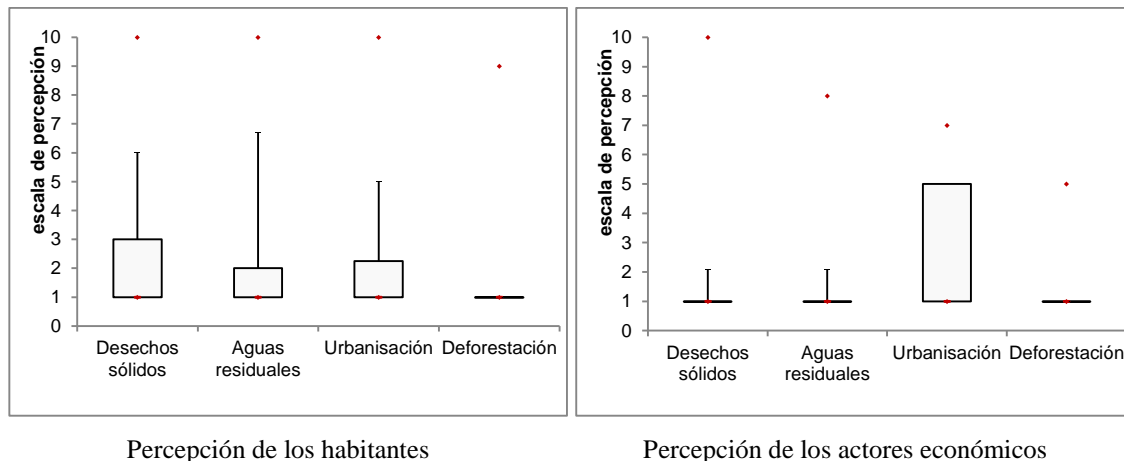 escala de percepción
10
9
8
7
6
5
4
3
2
1
0
Desechos sólidos
Aguas residuales
Urbanisación
Deforestación
Percepción de los habitantes
escala de percepción
10
9
8
7
6
5
4
3
2
1
0
Desechos sólidos
Aguas residuales
Urbanisación
Deforestación
Percepción de los actores económicos